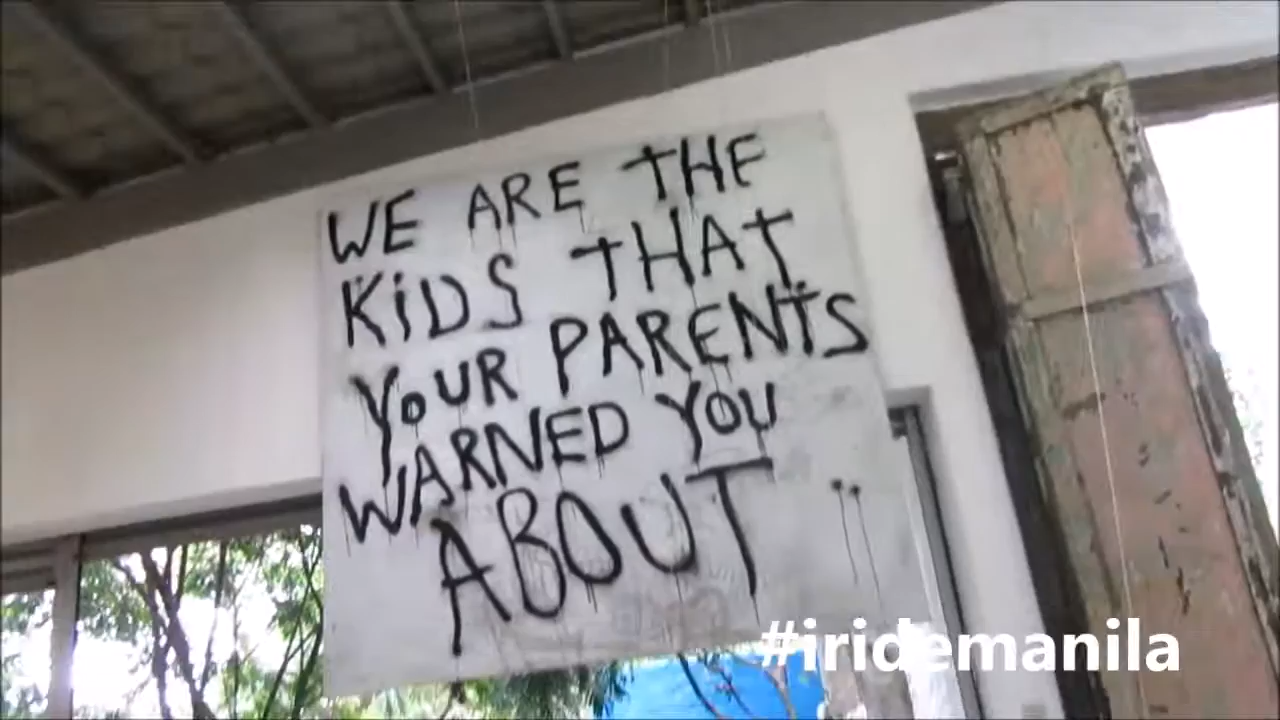 WE ARE THE
KiDS THAT
YoUR PARENTS
WARNED YOU
ABOUT ..
#iridemanila